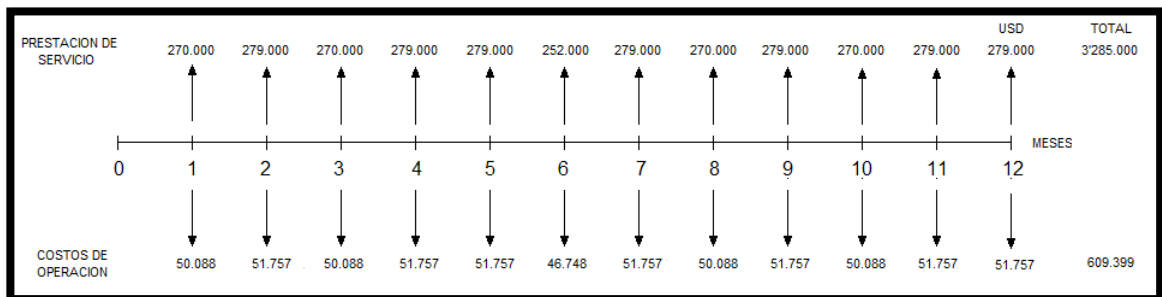 USD TOTAL
PRESTACION DE SERVICIO 270.000 279.000 270.000 279.000 279.000 252.000 279.000 270.000 279.000 270.000 279.000 279.000 3'285.000
MESES
0 1 2 3 4 5 6 7 8 9 10 11 12
COSTOS DE OPERACION 50.088 51.757 50.088 51.757 51.757 46.748 51.757 50.088 51.757 50.088 51.757 51.757 609.399